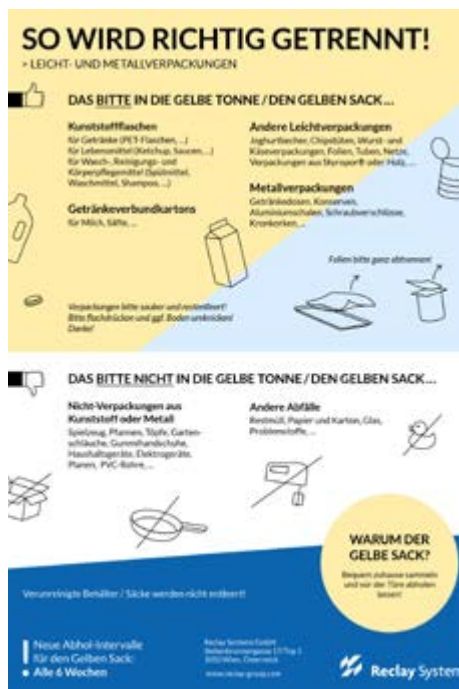 SO WIRD RICHTIG GETRENNT!
> LEICHT- UND METALLVERPACKUNGEN
DAS BITTE IN DIE GELBE TONNE / DEN GELBEN SACK ...
Kunststoffflaschen
für Getränke (PET-Flaschen, ...)
für Lebensmittel (Ketchup, Saucen, ...)
für Wasch-, Reinigungs- und
Körperpflegemittel (Spülmittel,
Waschmittel, Shampoo, ...)
Getränkeverbundkartons
für Milch, Säfte, ...
Andere Leichtverpackungen
Joghurtbecher, Chipstüten, Wurst- und
Käseverpackungen, Folien, Tuben, Netze,
Verpackungen aus Styropor® oder Holz, ...
Metallverpackungen
Getränkedosen, Konserven,
Aluminiumschalen, Schraubverschlüsse,
Kronkorken, ...
Folien bitte ganz abtrennen!
Verpackungen bitte sauber und restentleert!
Bitte flachdrücken und ggf. Boden umknicken!
Danke!
DAS BITTE NICHT IN DIE GELBE TONNE / DEN GELBEN SACK ...
Nicht-Verpackungen aus
Kunststoff oder Metall
Spielzeug, Pfannen, Töpfe, Garten-
schläuche, Gummihandschuhe,
Haushaltsgeräte, Elektrogeräte,
Planen, PVC-Rohre, ...
Andere Abfälle
Restmüll, Papier und Karton, Glas,
Problemstoffe, ...
WARUM DER
GELBE SACK?
Bequem zuhause sammeln
und vor der Türe abholen
lassen!
Verunreinigte Behälter / Säcke werden nicht entleert!
Neue Abhol-Intervalle
für den Gelben Sack:
Alle 6 Wochen
Reclay Systems GmbH
1050 Wien, Österreich
www.reclay-group.com
Reclay System